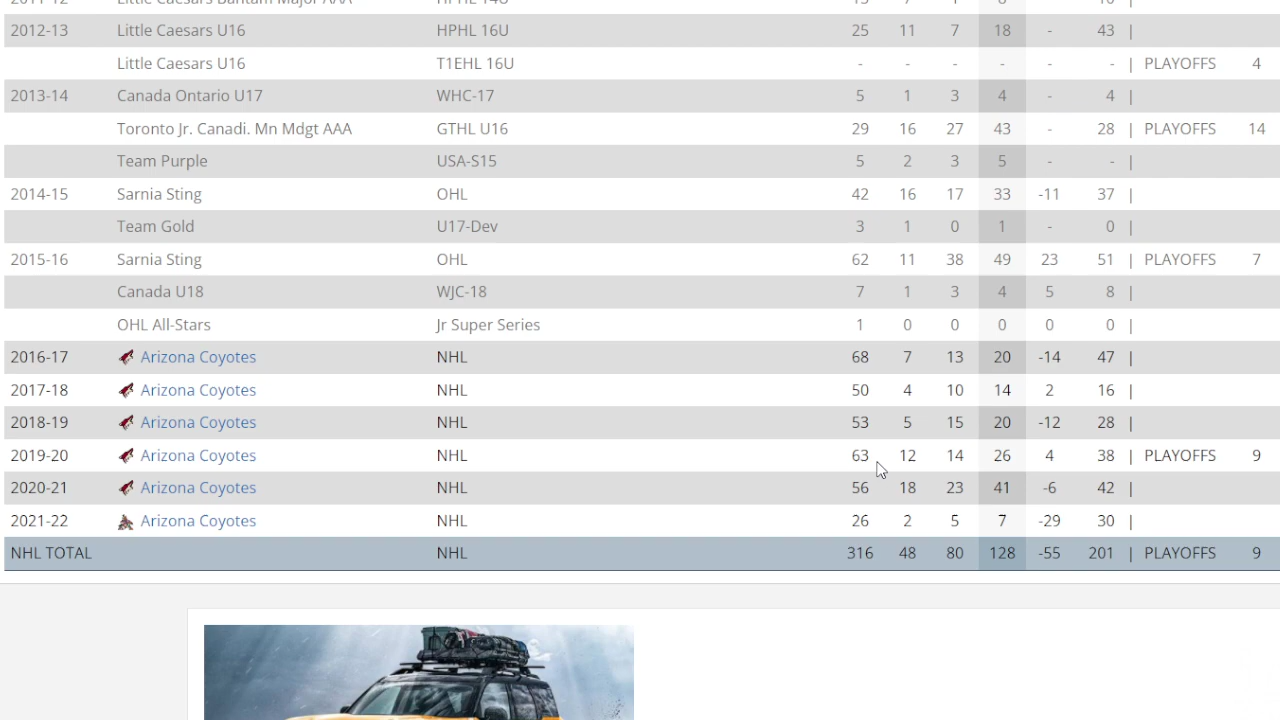 2011-12 Little Caesars Bantam Major AAA HPHL 14U
2012-13 Little Caesars U16 HPHL 16U 25 11 7 18 - 43 |
Little Caesars U16 T1EHL 16U - - - - - - | PLAYOFFS 4
2013-14 Canada Ontario U17 WHC-17 5 1 3 4 - 4 |
Toronto Jr. Canadi. Mn Mdgt AAA GTHL U16 29 16 27 43 - 28 | PLAYOFFS 14
Team Purple USA-S15 5 2 3 5 - - |
2014-15 Sarnia Sting OHL 42 16 17 33 -11 37 |
Team Gold U17-Dev 3 1 0 1 - 0 |
2015-16 Sarnia Sting OHL 62 11 38 49 23 51 | PLAYOFFS 7
Canada U18 WJC-18 7 1 3 4 5 8 |
OHL All-Stars Jr Super Series 1 0 0 0 0 0 |
2016-17 Arizona Coyotes NHL 68 7 13 20 -14 47 |
2017-18 Arizona Coyotes NHL 50 4 10 14 2 16 |
2018-19 Arizona Coyotes NHL 53 5 15 20 -12 28 |
2019-20 Arizona Coyotes NHL 63 12 14 26 4 38 | PLAYOFFS 9
2020-21 Arizona Coyotes NHL 56 18 23 41 -6 42 |
2021-22 Arizona Coyotes NHL 26 2 5 7 -29 30 |
NHL TOTAL NHL 316 48 80 128 -55 201 | PLAYOFFS 9